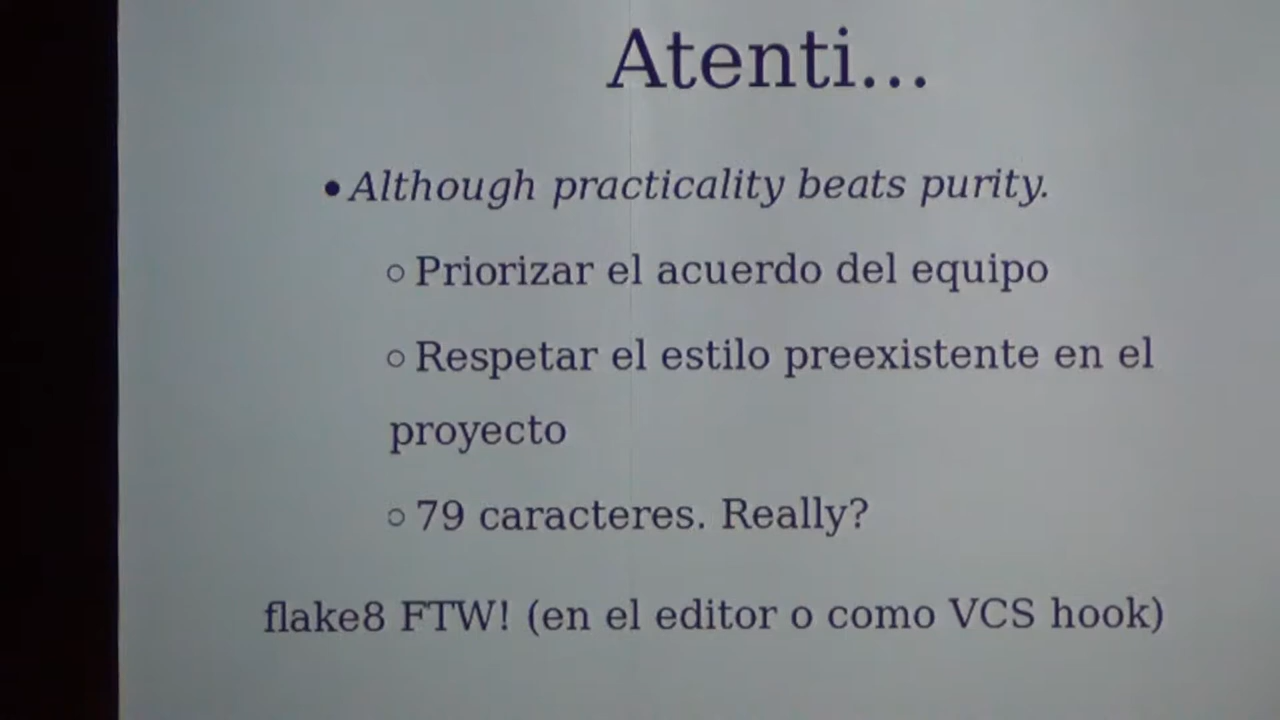 Atenti...
• Although practicality beats purity.
○ Priorizar el acuerdo del equipo
○ Respetar el estilo preexistente en el
proyecto
○ 79 caracteres. Really?
flake8 FTW! (en el editor o como VCS hook)